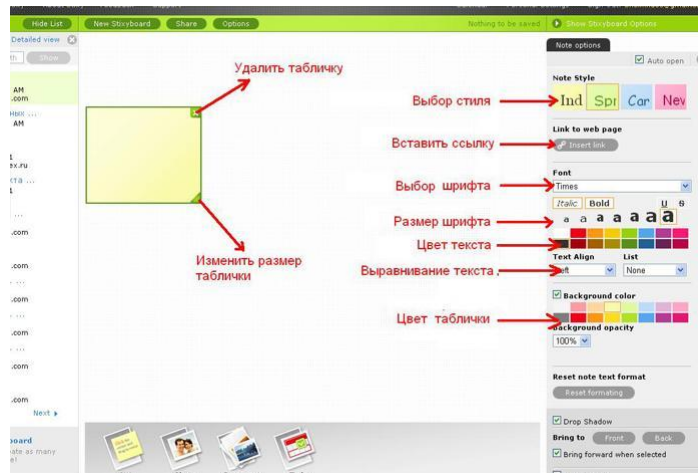 Hide List
New Stixyboard
Share
Options
Nothing to be saved
Show Stixyboard Options
Detailed view
Show
AM
.com
AM
ex.ru
.com
.com
.com
.com
.com
Next
Удалить табличку
Изменить размер
таблички
Выбор стиля
Вставить ссылку
Выбор шрифта
Размер шрифта
Цвет текста
Выравнивание текста.
Цвет таблички
Note options
Auto open
Note Style
Ind Spr Car Nev
Link to web page
Insert link
Font
Times
Italic Bold U S
a a a a a a a
Text Align List
Left None
Background color
Background opacity
100%
Reset note text format
Reset formating
Drop Shadow
Bring to Front Back
Bring forward when selected